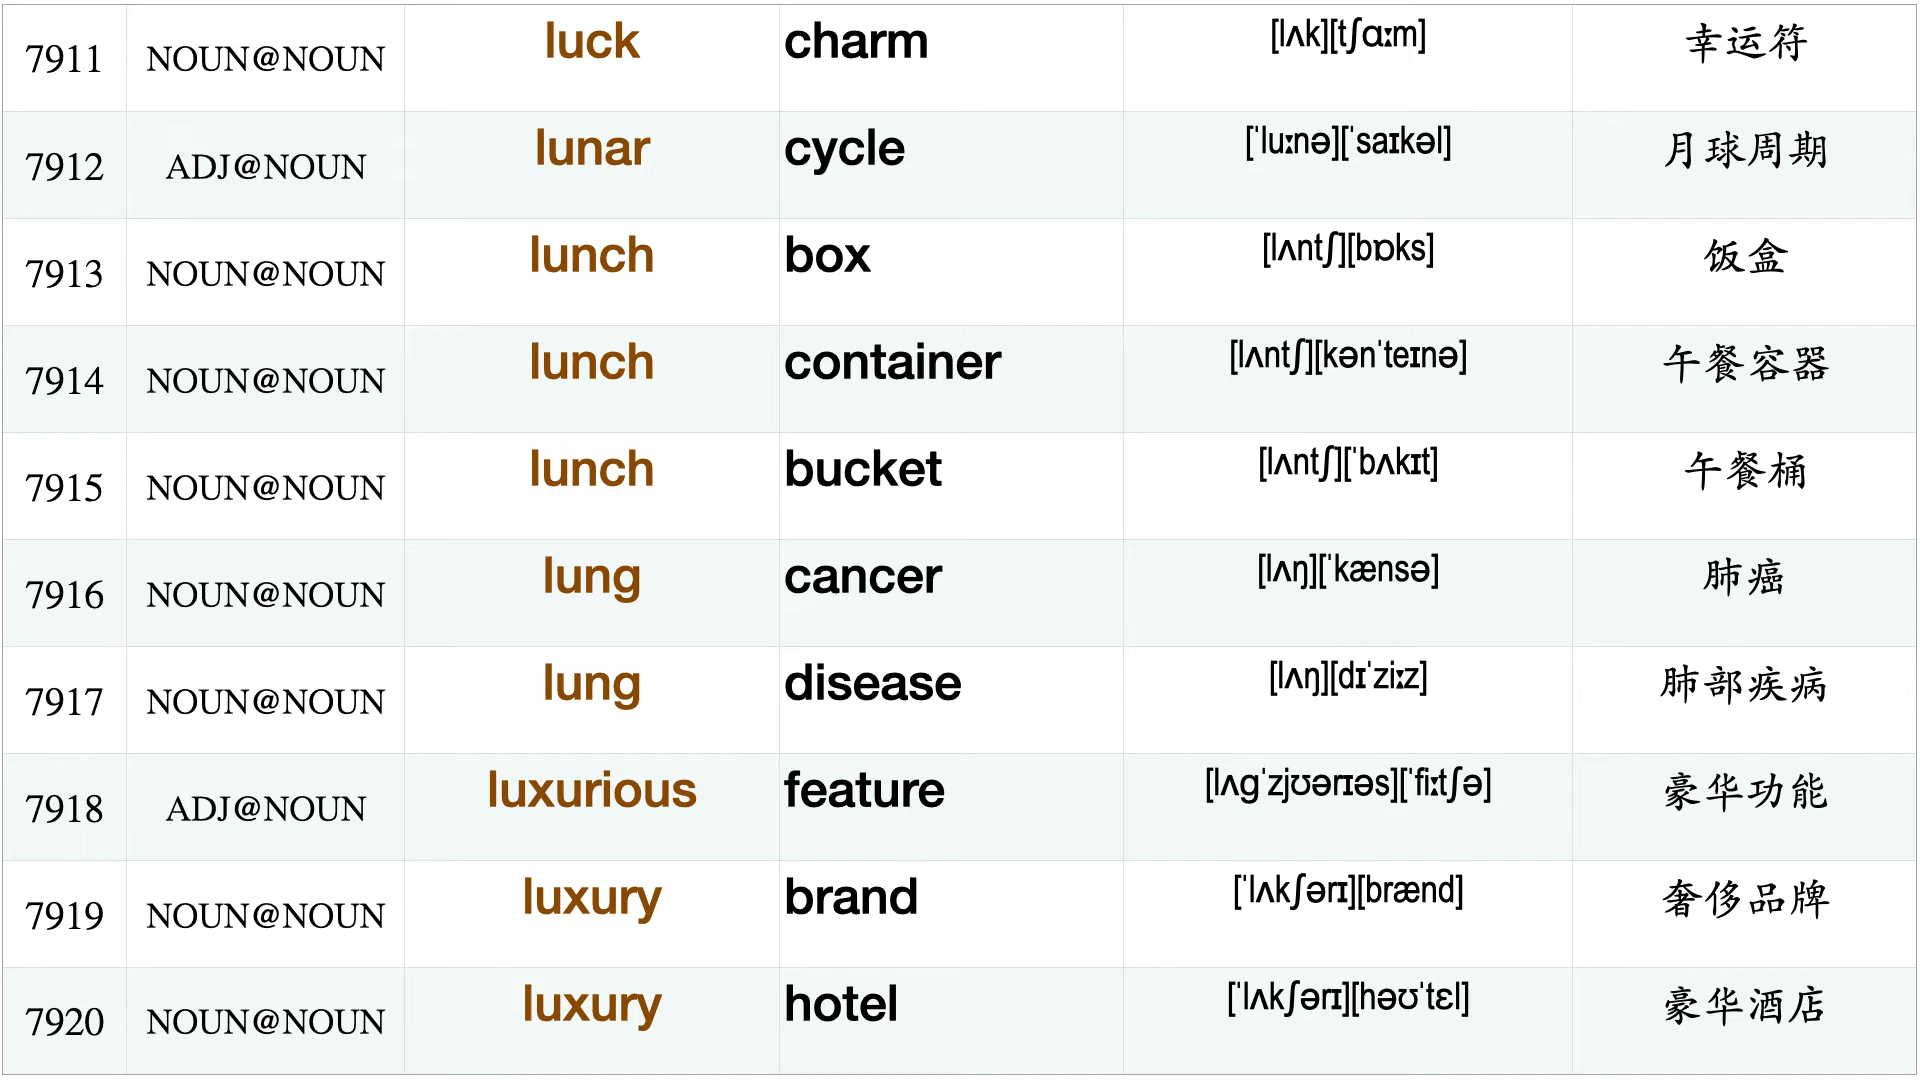 7911 NOUN@NOUN luck charm [lʌk][tʃɑːm] 幸运符
7912 ADJ@NOUN lunar cycle [ˈluːnə][ˈsaɪkəl] 月球周期
7913 NOUN@NOUN lunch box [lʌntʃ][bɒks] 饭盒
7914 NOUN@NOUN lunch container [lʌntʃ][kənˈteɪnə] 午餐容器
7915 NOUN@NOUN lunch bucket [lʌntʃ][ˈbʌkɪt] 午餐桶
7916 NOUN@NOUN lung cancer [lʌŋ][ˈkænsə] 肺癌
7917 NOUN@NOUN lung disease [lʌŋ][dɪˈziːz] 肺部疾病
7918 ADJ@NOUN luxurious feature [lʌgˈzjʊərɪəs][ˈfiːtʃə] 豪华功能
7919 NOUN@NOUN luxury brand [ˈlʌkʃərɪ][brænd] 奢侈品牌
7920 NOUN@NOUN luxury hotel [ˈlʌkʃərɪ][həʊˈtɛl] 豪华酒店